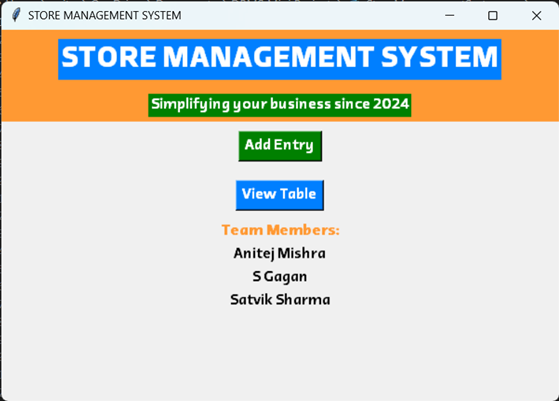 STORE MANAGEMENT SYSTEM
STORE MANAGEMENT SYSTEM
Simplifying your business since 2024
Add Entry
View Table
Team Members:
Anitej Mishra
S Gagan
Satvik Sharma